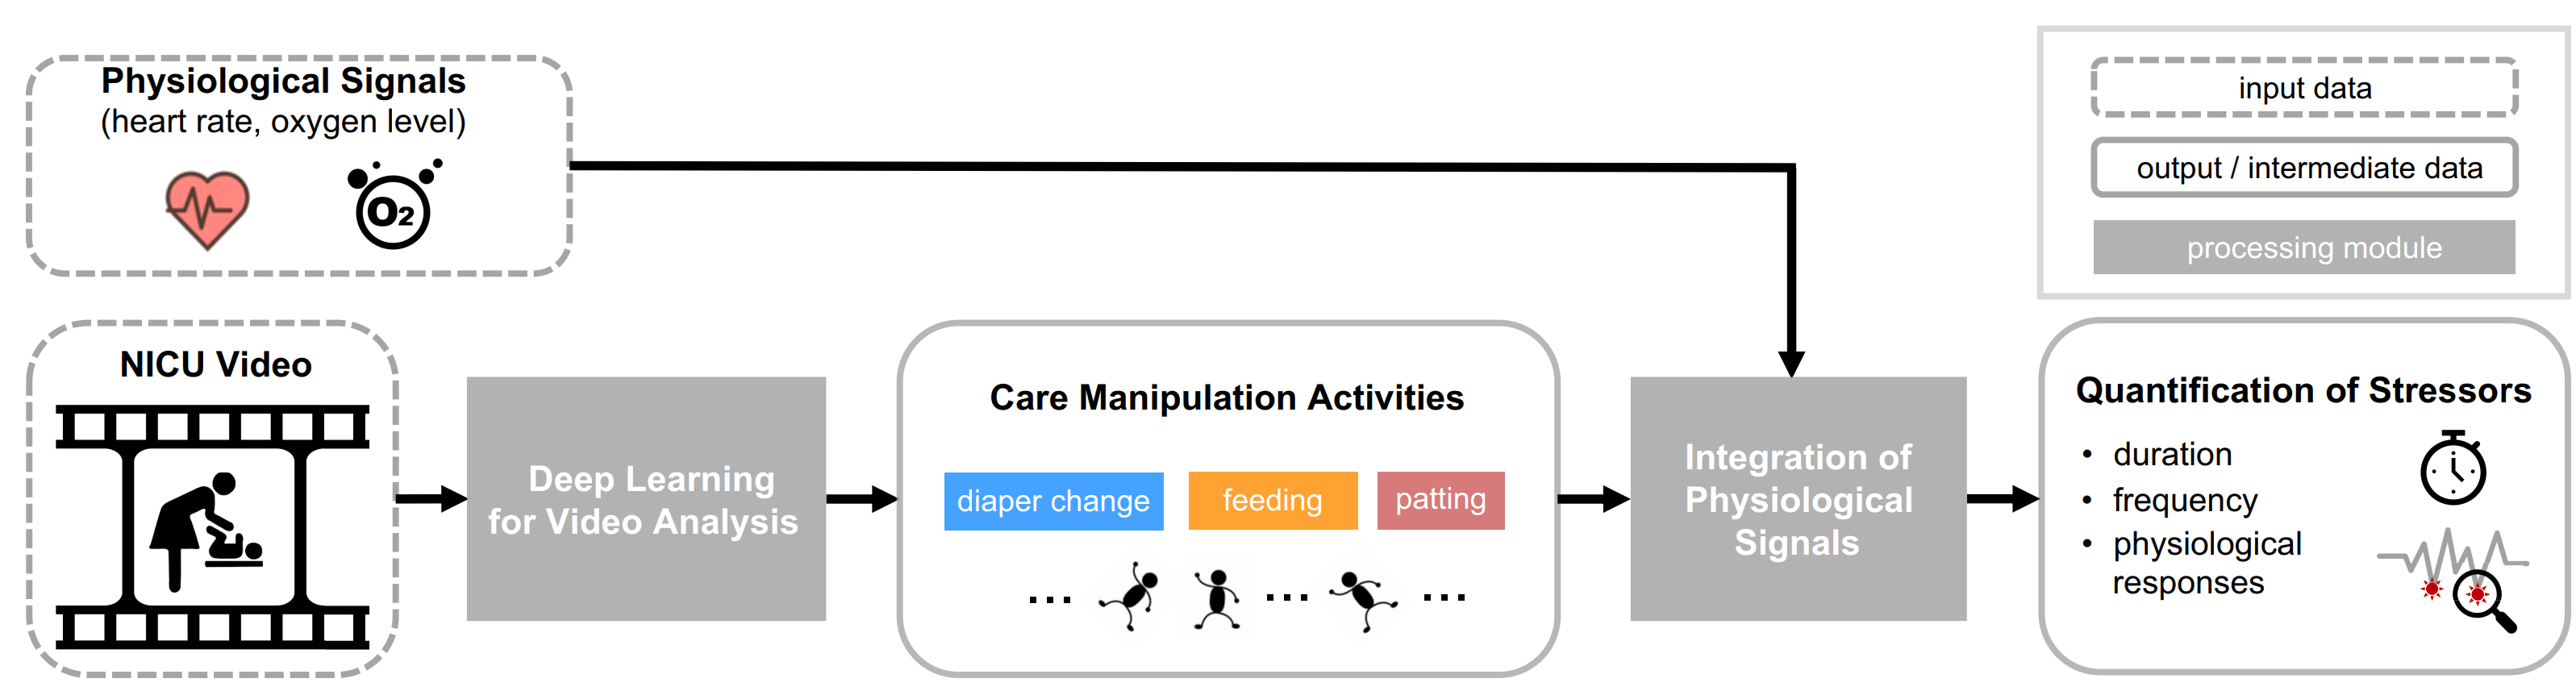 Physiological Signals
(heart rate, oxygen level)
O2
input data
output / intermediate data
processing module
NICU Video
Deep Learning
for Video Analysis
Care Manipulation Activities
diaper change
feeding
patting
... ... ...
Integration of
Physiological
Signals
Quantification of Stressors
• duration
• frequency
• physiological
responses